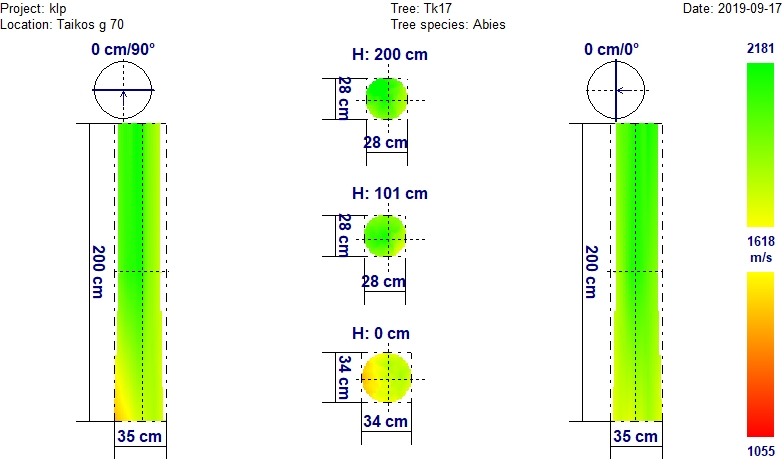 Project: klp
Tree: Tk17
Date: 2019-09-17
Location: Taikos g 70
Tree species: Abies
0 cm/90°
H: 200 cm
0 cm/0°
2181
28 cm
28 cm
H: 101 cm
28 cm
28 cm
1618
m/s
200 cm
200 cm
H: 0 cm
34 cm
34 cm
35 cm
35 cm
1055